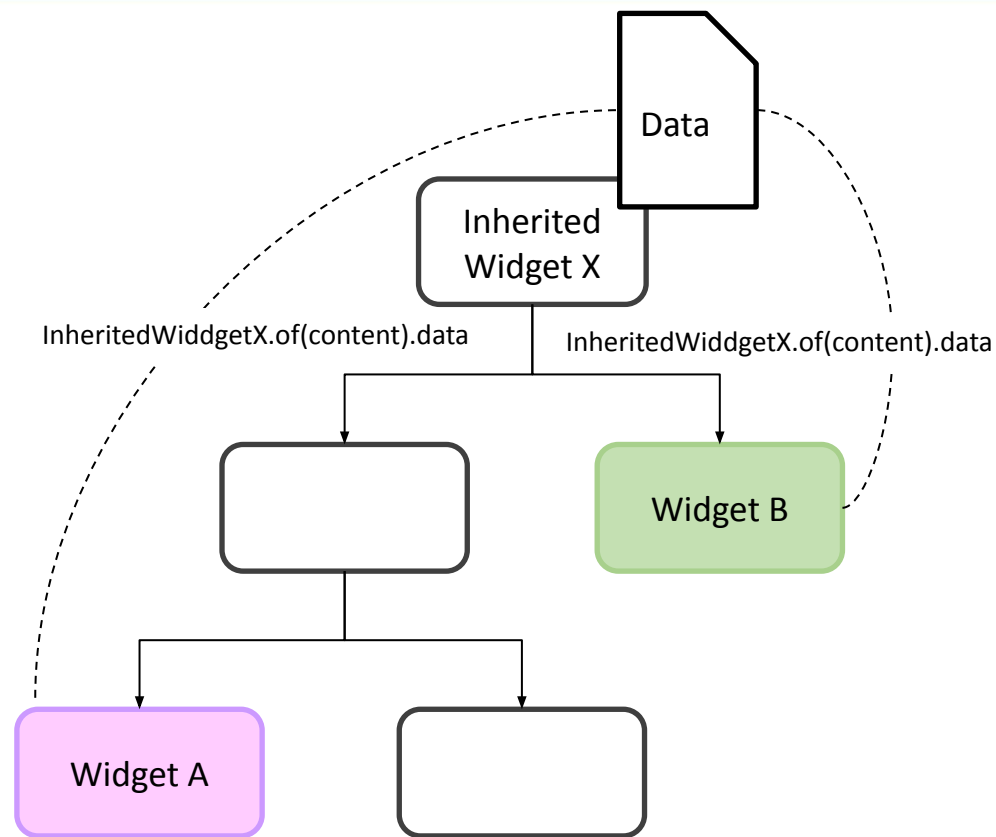 Data
Inherited
Widget X
InheritedWiddgetX.of(content).data
InheritedWiddgetX.of(content).data
Widget B
Widget A